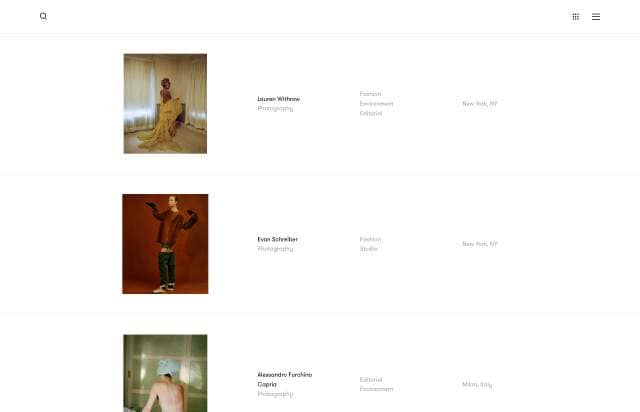 Lauren Withrow
Photography
Fashion
Environment
Editorial
New York, NY
Evan Schreiber
Photography
Fashion
Studio
New York, NY
Alessandro Furchino
Capria
Photography
Editorial
Environment
Milan, Italy